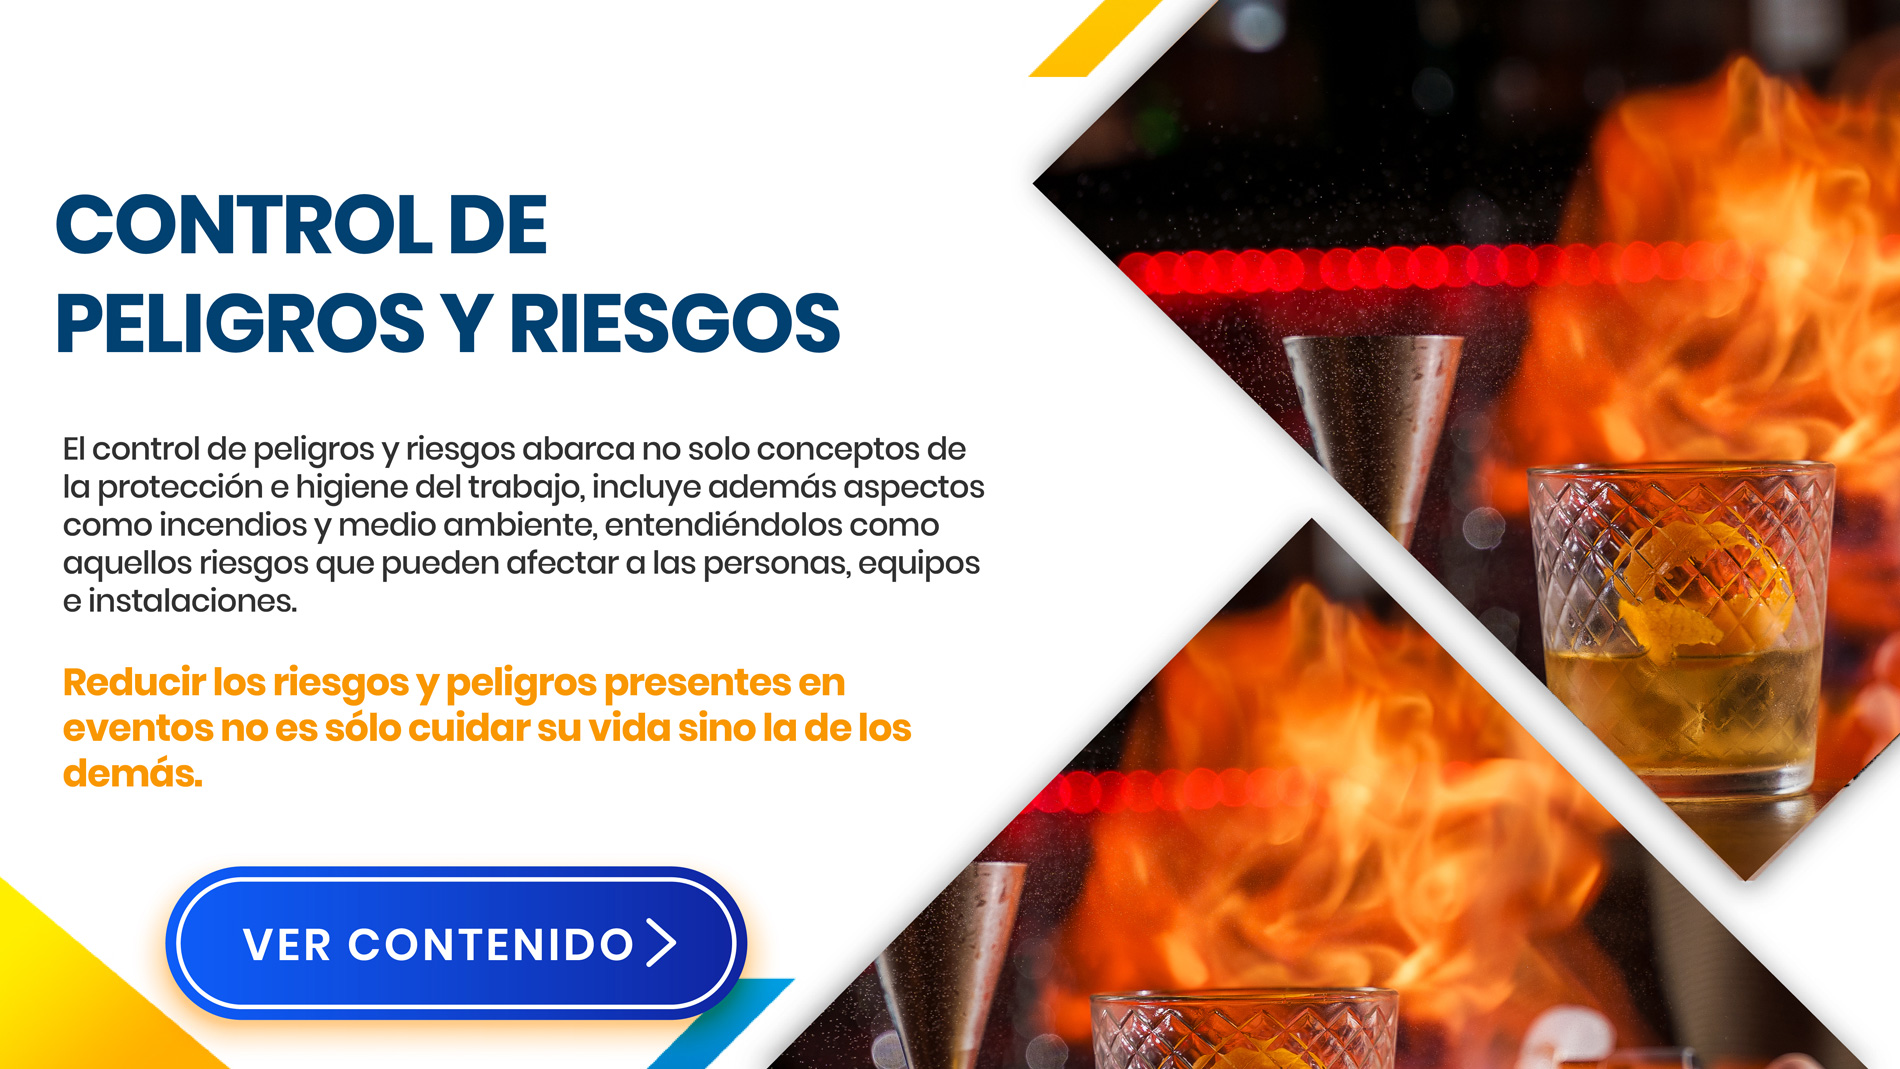 CONTROL DE
PELIGROS Y RIESGOS
El control de peligros y riesgos abarca no solo conceptos de
la protección e higiene del trabajo, incluye además aspectos
como incendios y medio ambiente, entendiéndolos como
aquellos riesgos que pueden afectar a las personas, equipos
e instalaciones.
Reducir los riesgos y peligros presentes en
eventos no es sólo cuidar su vida sino la de los
demás.
VER CONTENIDO